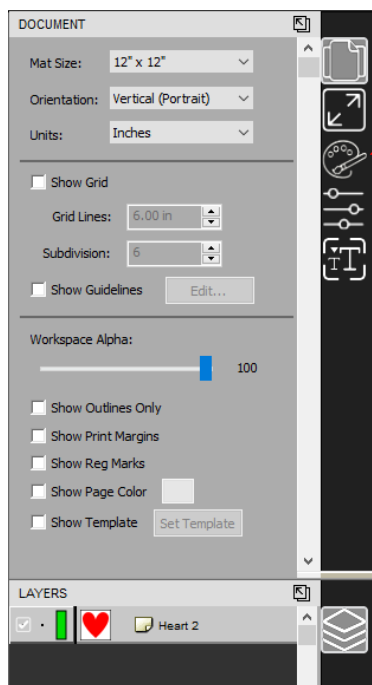 DOCUMENT
Mat Size: 12" x 12"
Orientation: Vertical (Portrait)
Units: Inches
Show Grid
Grid Lines: 6.00 in
Subdivision: 6
Show Guidelines Edit...
Workspace Alpha:
100
Show Outlines Only
Show Print Margins
Show Reg Marks
Show Page Color
Show Template Set Template
LAYERS
Heart 2